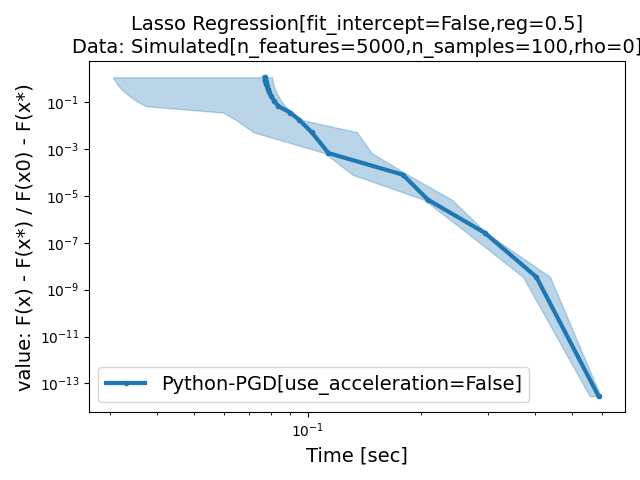 Lasso Regression[fit_intercept=False,reg=0.5]
Data: Simulated[n_features=5000,n_samples=100,rho=0]
value: F(x) - F(x*) / F(x0) - F(x*)
10⁻¹
10⁻³
10⁻⁵
10⁻⁷
10⁻⁹
10⁻¹¹
10⁻¹³
Python-PGD[use_acceleration=False]
10⁻¹
Time [sec]